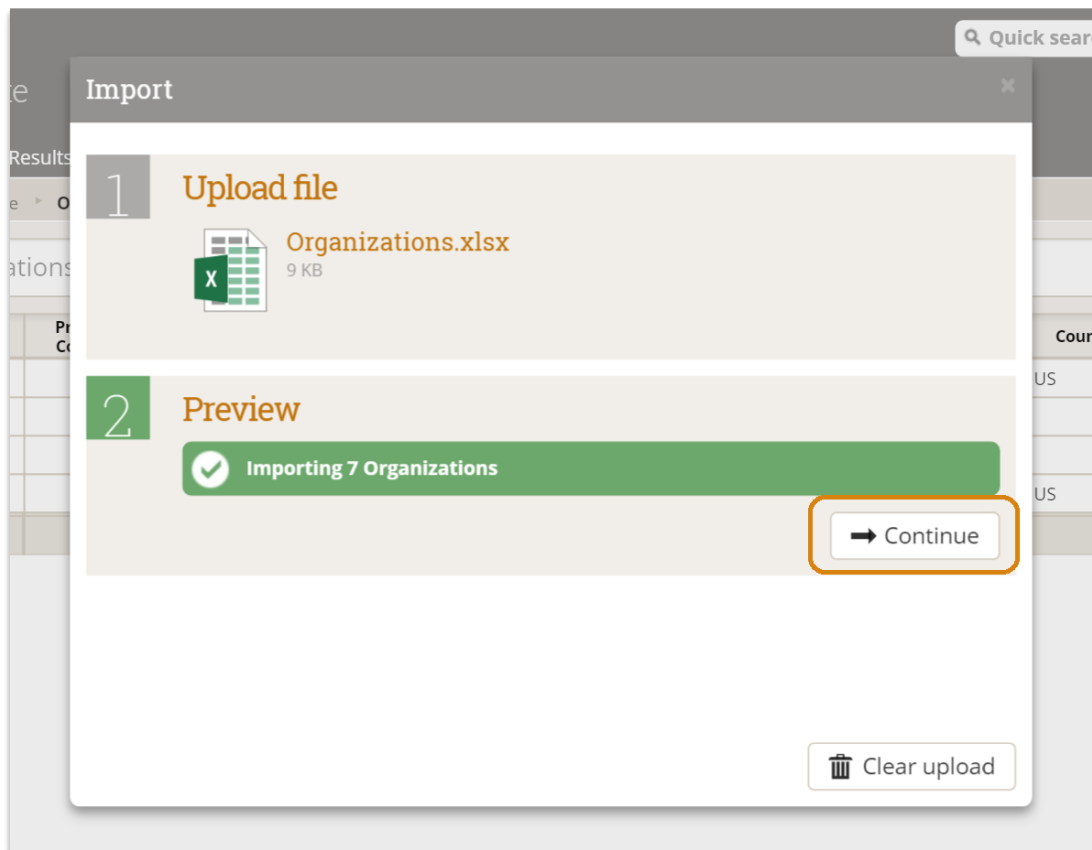 Quick sear
Import
Results
1
Upload file
Organizations.xlsx
9 KB
X
ations
Cour
US
2
Preview
Importing 7 Organizations
US
Continue
Clear upload